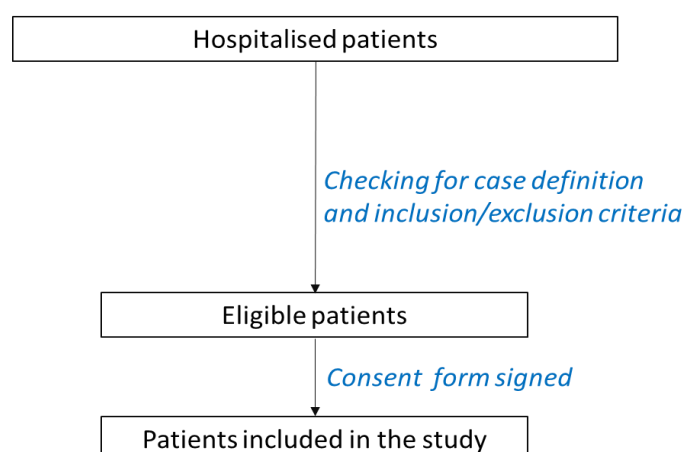 Hospitalised patients
Checking for case definition
and inclusion/exclusion criteria
Eligible patients
Consent form signed
Patients included in the study